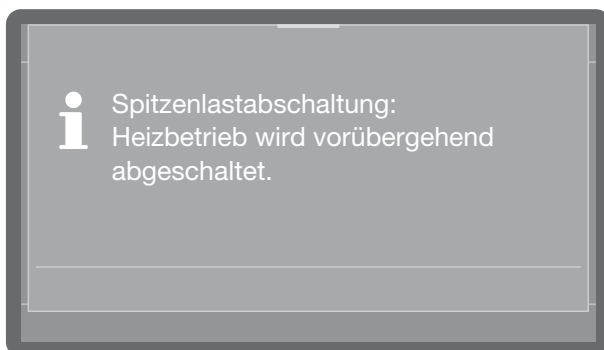 Spitzenlastabschaltung:
Heizbetrieb wird vorübergehend
abgeschaltet.